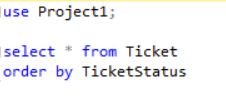 use Project1;
select * from Ticket
order by TicketStatus